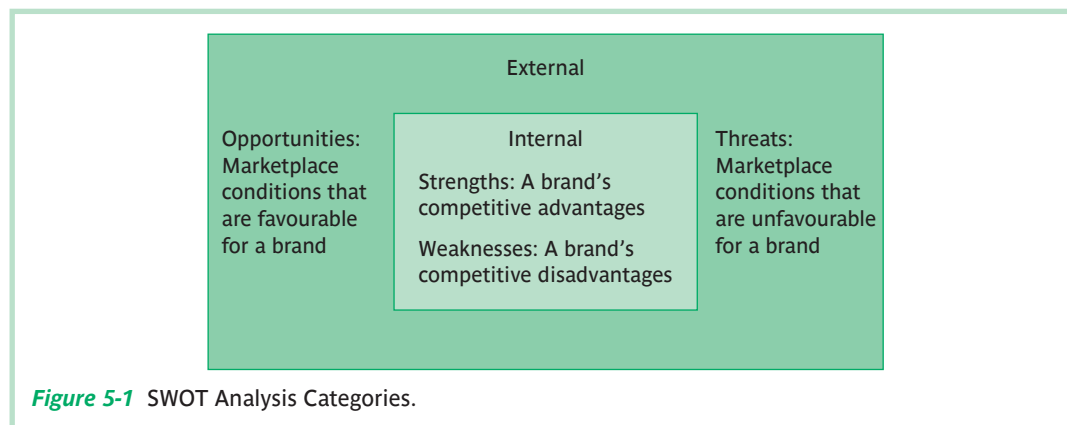 External
Opportunities:
Marketplace
conditions that
are favourable
for a brand
Internal
Strengths: A brand’s
competitive advantages
Weaknesses: A brand’s
competitive disadvantages
Threats:
Marketplace
conditions that
are unfavourable
for a brand
Figure 5-1 SWOT Analysis Categories.